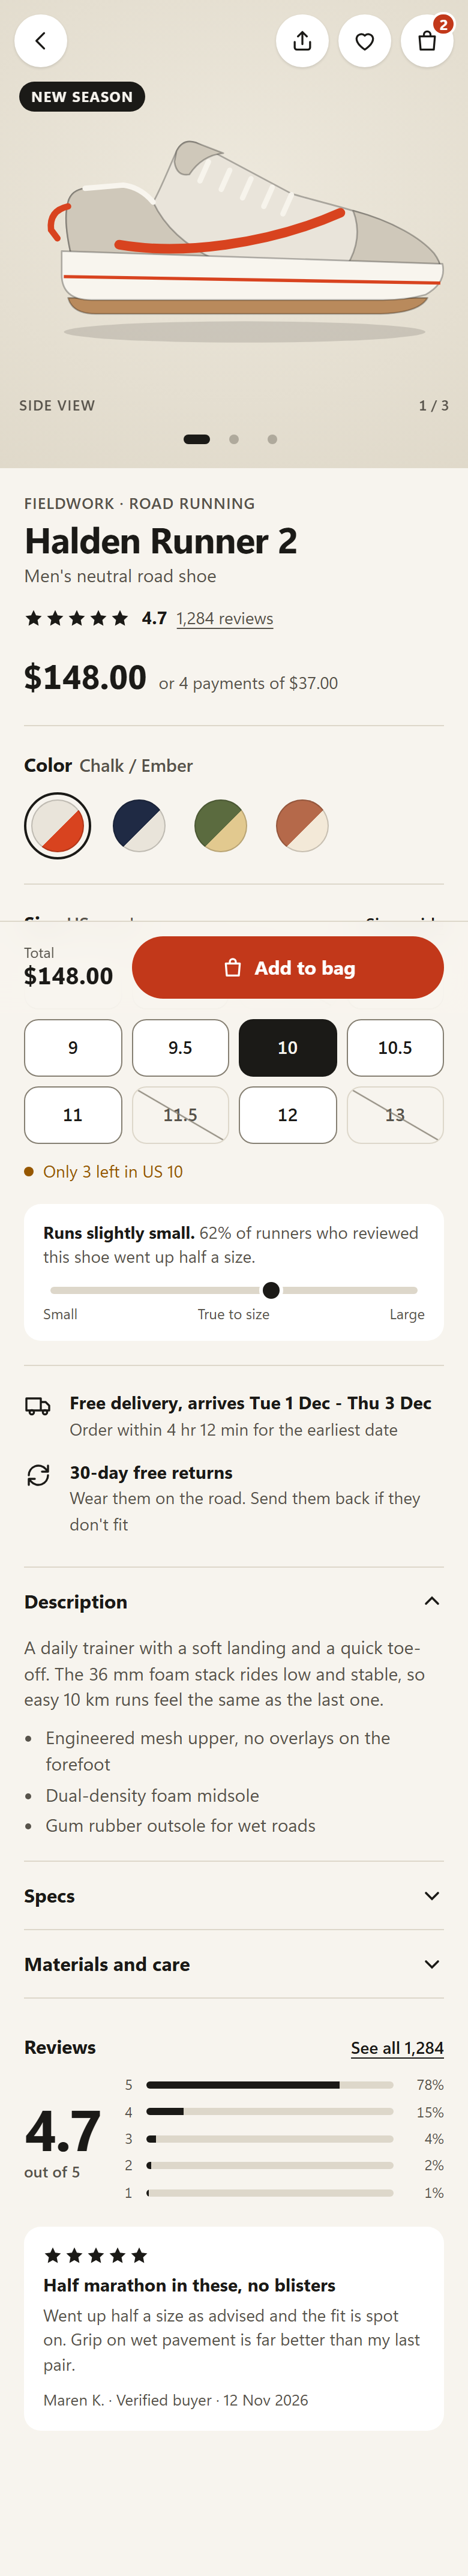 2
NEW SEASON
SIDE VIEW
1 / 3
FIELDWORK · ROAD RUNNING
Halden Runner 2
Men's neutral road shoe
4.7 1,284 reviews
$148.00 or 4 payments of $37.00
Color Chalk / Ember
Total
$148.00
Add to bag
9 9.5 10 10.5
11 11.5 12 13
Only 3 left in US 10
Runs slightly small. 62% of runners who reviewed
this shoe went up half a size.
Small True to size Large
Free delivery, arrives Tue 1 Dec - Thu 3 Dec
Order within 4 hr 12 min for the earliest date
30-day free returns
Wear them on the road. Send them back if they
don't fit
Description
A daily trainer with a soft landing and a quick toe-
off. The 36 mm foam stack rides low and stable, so
easy 10 km runs feel the same as the last one.
• Engineered mesh upper, no overlays on the
forefoot
• Dual-density foam midsole
• Gum rubber outsole for wet roads
Specs
Materials and care
Reviews See all 1,284
4.7
out of 5
5 78%
4 15%
3 4%
2 2%
1 1%
Half marathon in these, no blisters
Went up half a size as advised and the fit is spot
on. Grip on wet pavement is far better than my last
pair.
Maren K. · Verified buyer · 12 Nov 2026